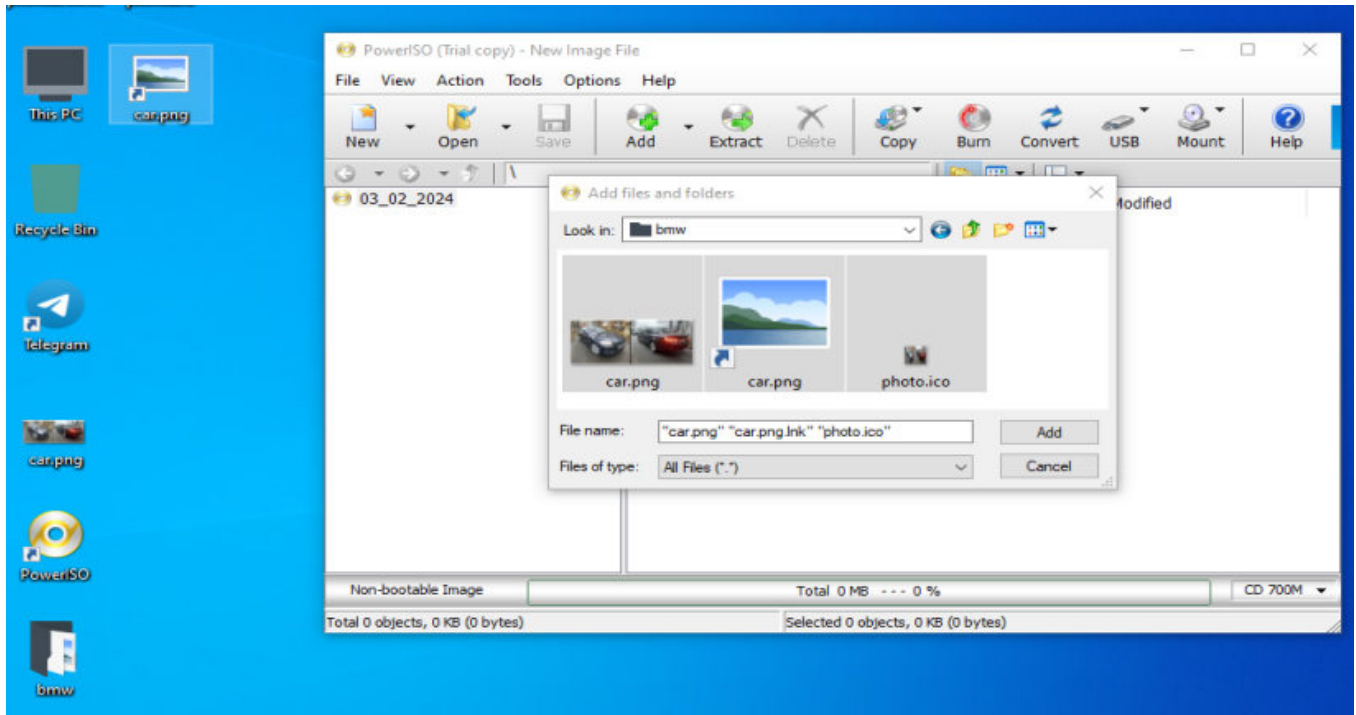 This PC
car.png
Recycle Bin
Telegram
car.png
PowerISO
bmw
PowerISO (Trial copy) - New Image File
File View Action Tools Options Help
New Open Save Add Extract Delete Copy Burn Convert USB Mount Help
\
03_02_2024
Modified
Add files and folders
Look in: bmw
car.png car.png photo.ico
File name: "car.png" "car.png.lnk" "photo.ico" Add
Files of type: All Files (*.*) Cancel
Non-bootable Image Total 0 MB --- 0 % CD 700M
Total 0 objects, 0 KB (0 bytes) Selected 0 objects, 0 KB (0 bytes)